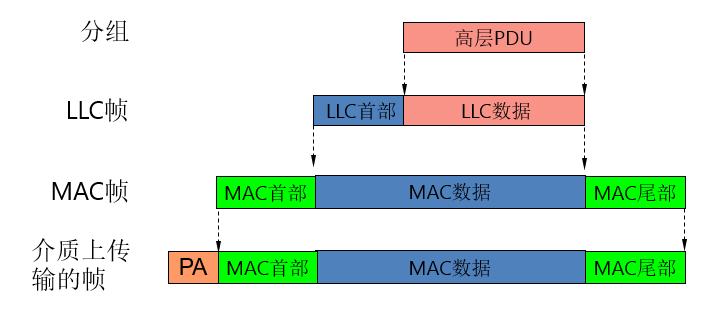 分组
高层PDU
LLC帧
LLC首部
LLC数据
MAC帧
MAC首部
MAC数据
MAC尾部
介质上传
输的帧
PA
MAC首部
MAC数据
MAC尾部